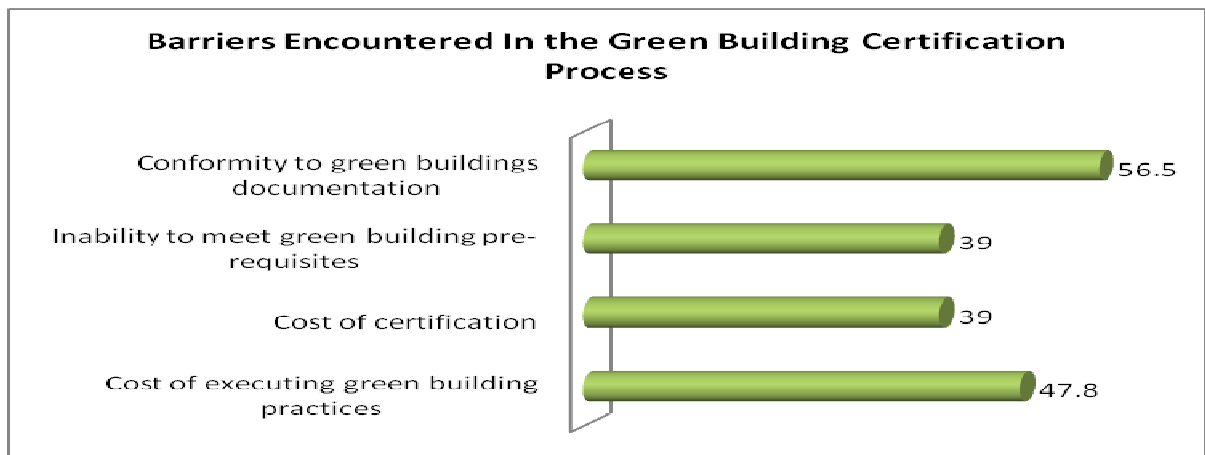 Barriers Encountered In the Green Building Certification
Process
Conformity to green buildings
documentation
56.5
Inability to meet green building pre-
requisites
39
Cost of certification
39
Cost of executing green building
practices
47.8